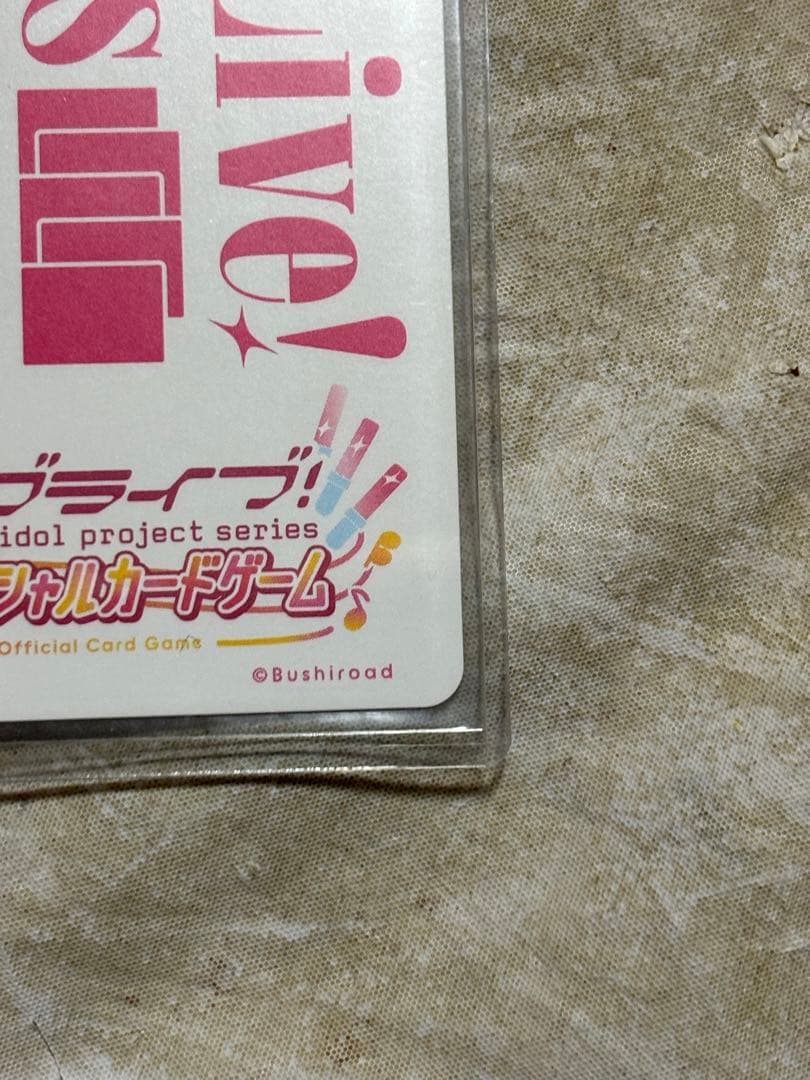 s
Live!
ブライブ!
idol project series
シャルカードゲーム
Official Card Game
©Bushiroad